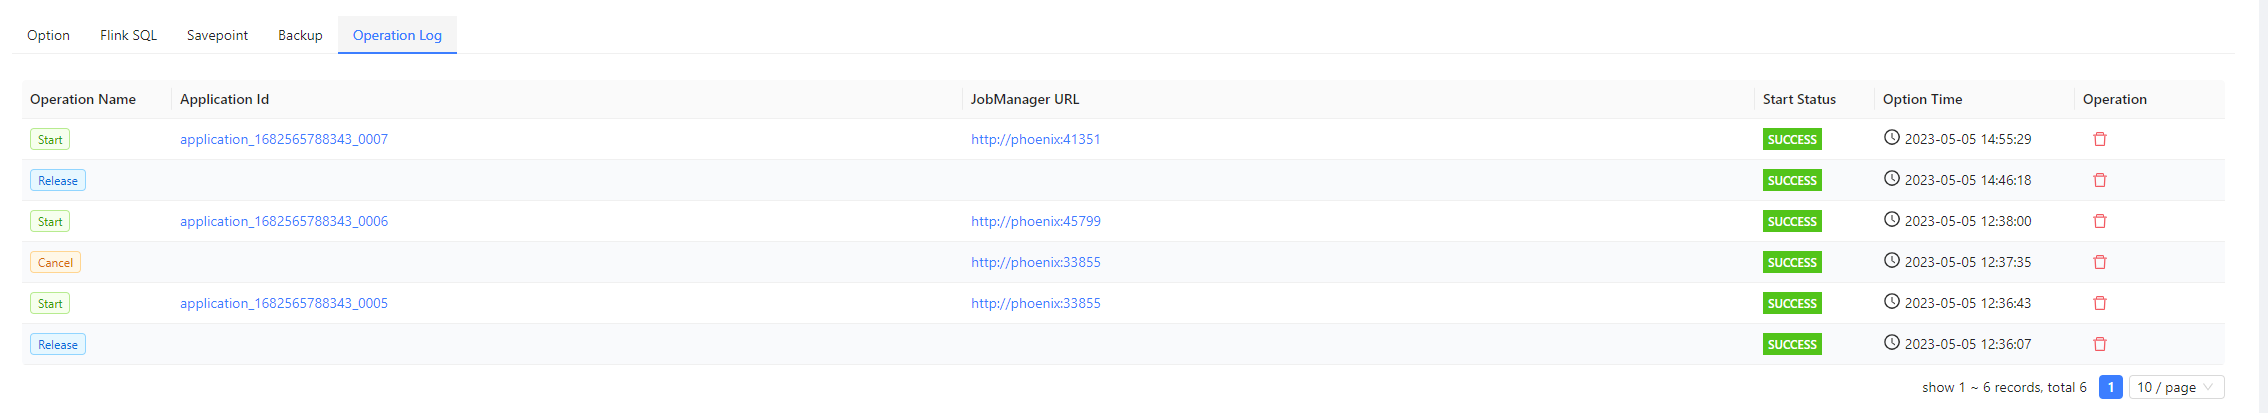 Option Flink SQL Savepoint Backup Operation Log
Operation Name Application Id JobManager URL Start Status Option Time Operation
Start application_1682565788343_0007 http://phoenix:41351 SUCCESS 2023-05-05 14:55:29
Release SUCCESS 2023-05-05 14:46:18
Start application_1682565788343_0006 http://phoenix:45799 SUCCESS 2023-05-05 12:38:00
Cancel http://phoenix:33855 SUCCESS 2023-05-05 12:37:35
Start application_1682565788343_0005 http://phoenix:33855 SUCCESS 2023-05-05 12:36:43
Release SUCCESS 2023-05-05 12:36:07
show 1 ~ 6 records, total 6 1 10 / page